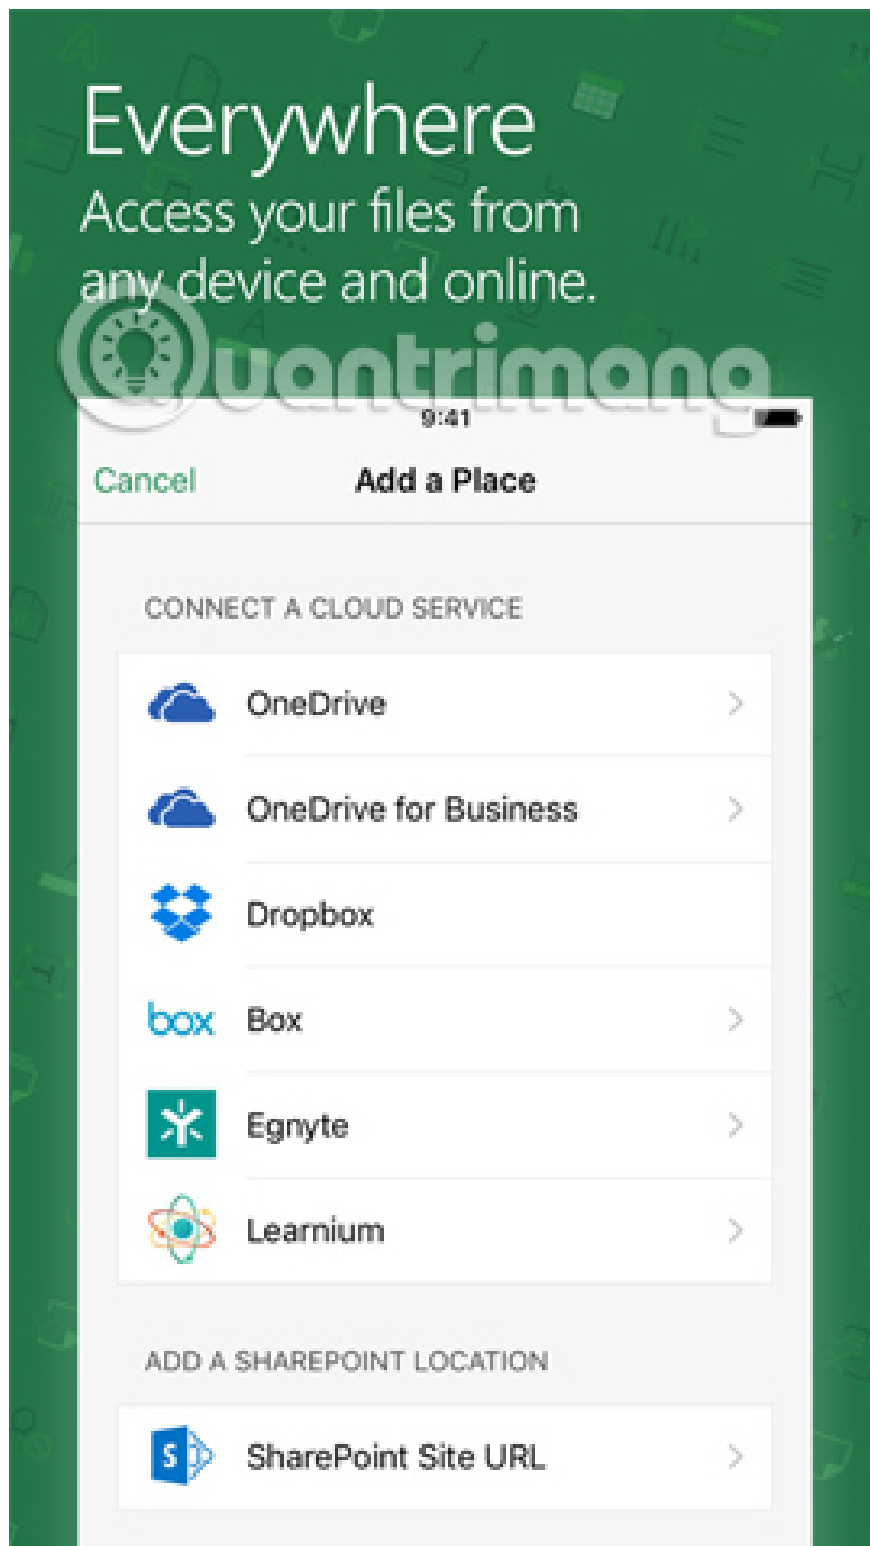 Everywhere
Access your files from
any device and online.
Quantrimang
9:41
Cancel
Add a Place
CONNECT A CLOUD SERVICE
OneDrive
OneDrive for Business
Dropbox
box
Box
Egnyte
Learnium
ADD A SHAREPOINT LOCATION
S
SharePoint Site URL